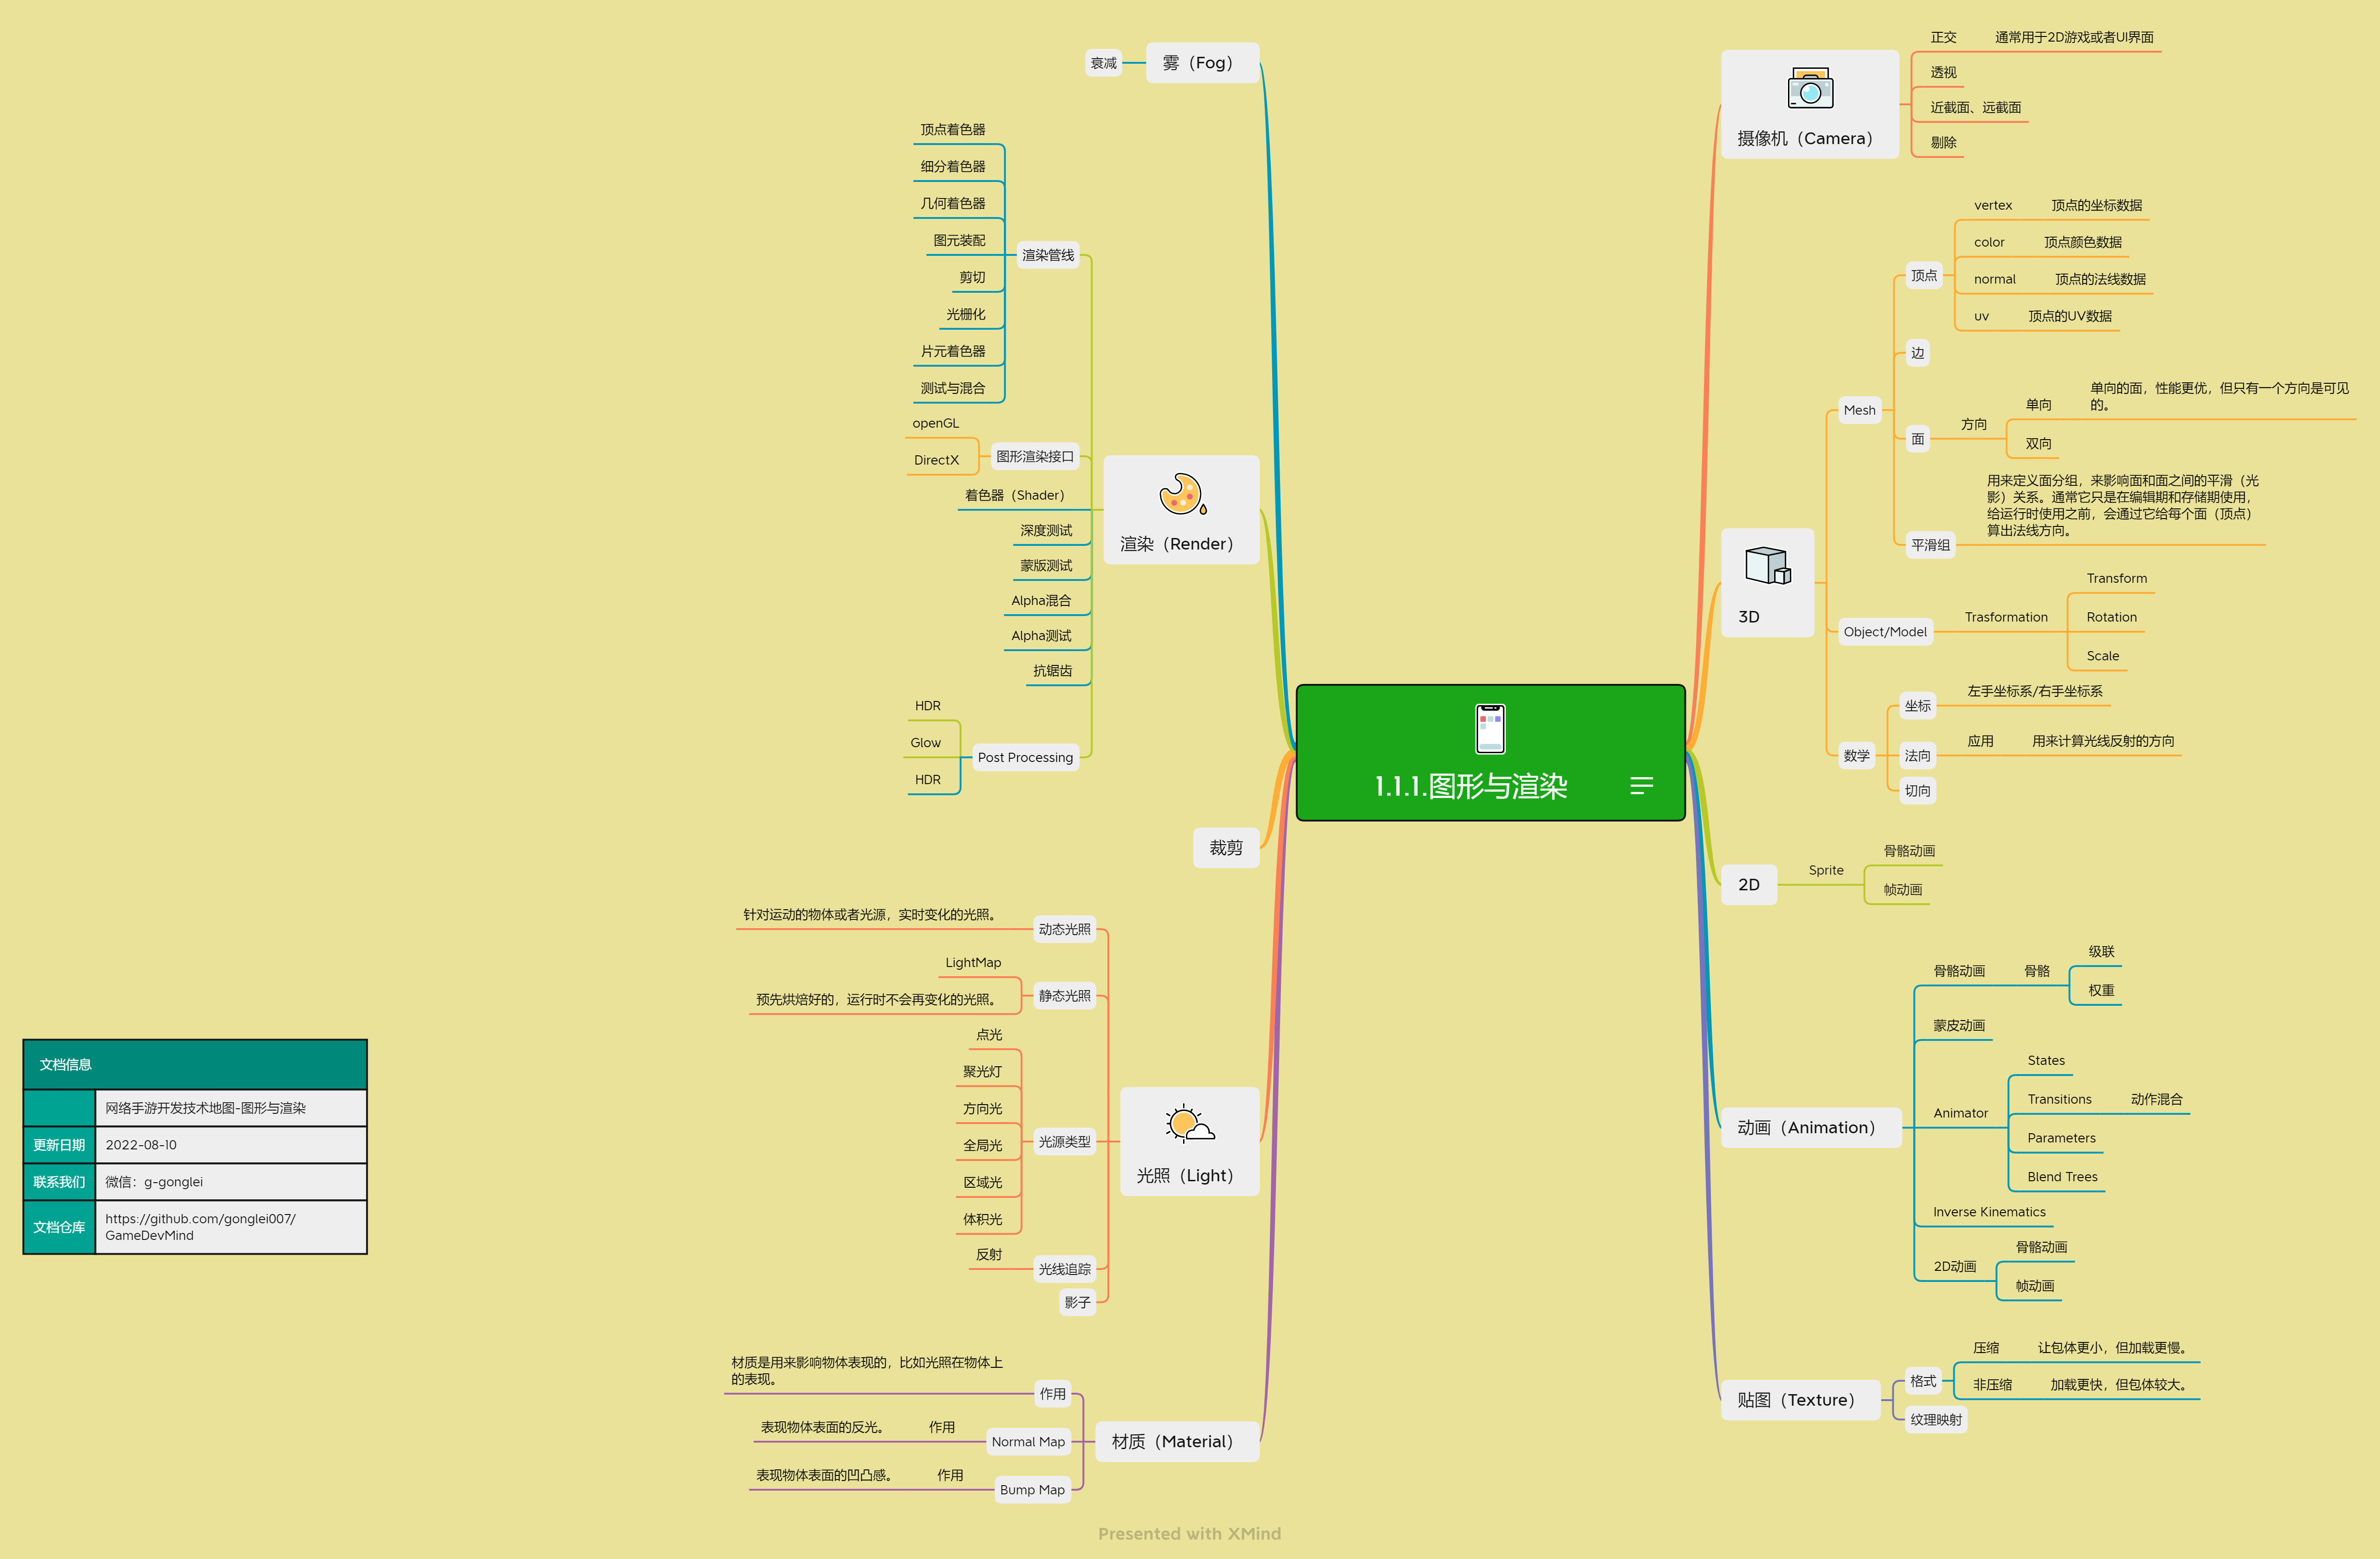 1.1.1.图形与渲染
摄像机（Camera）
正交
通常用于2D游戏或者UI界面
透视
近截面、远截面
剔除
3D
Mesh
顶点
vertex
顶点的坐标数据
color
顶点颜色数据
normal
顶点的法线数据
uv
顶点的UV数据
边
面
方向
单向
单向的面，性能更优，但只有一个方向是可见
的。
双向
平滑组
用来定义面分组，来影响面和面之间的平滑（光
影）关系。通常它只是在编辑期和存储期使用，
给运行时使用之前，会通过它给每个面（顶点）
算出法线方向。
Object/Model
Trasformation
Transform
Rotation
Scale
数学
坐标
左手坐标系/右手坐标系
法向
应用
用来计算光线反射的方向
切向
2D
Sprite
骨骼动画
帧动画
动画（Animation）
骨骼动画
骨骼
级联
权重
蒙皮动画
Animator
States
Transitions
动作混合
Parameters
Blend Trees
Inverse Kinematics
2D动画
骨骼动画
帧动画
贴图（Texture）
格式
压缩
让包体更小，但加载更慢。
非压缩
加载更快，但包体较大。
纹理映射
雾（Fog）
衰减
渲染（Render）
渲染管线
顶点着色器
细分着色器
几何着色器
图元装配
剪切
光栅化
片元着色器
测试与混合
图形渲染接口
openGL
DirectX
着色器（Shader）
深度测试
蒙版测试
Alpha混合
Alpha测试
抗锯齿
Post Processing
HDR
Glow
HDR
裁剪
光照（Light）
动态光照
针对运动的物体或者光源，实时变化的光照。
静态光照
LightMap
预先烘焙好的，运行时不会再变化的光照。
光源类型
点光
聚光灯
方向光
全局光
区域光
体积光
光线追踪
反射
影子
材质（Material）
作用
材质是用来影响物体表现的，比如光照在物体上
的表现。
Normal Map
作用
表现物体表面的反光。
Bump Map
作用
表现物体表面的凹凸感。
文档信息
网络手游开发技术地图-图形与渲染
更新日期
2022-08-10
联系我们
微信：g-gonglei
文档仓库
https://github.com/gonglei007/
GameDevMind
Presented with XMind